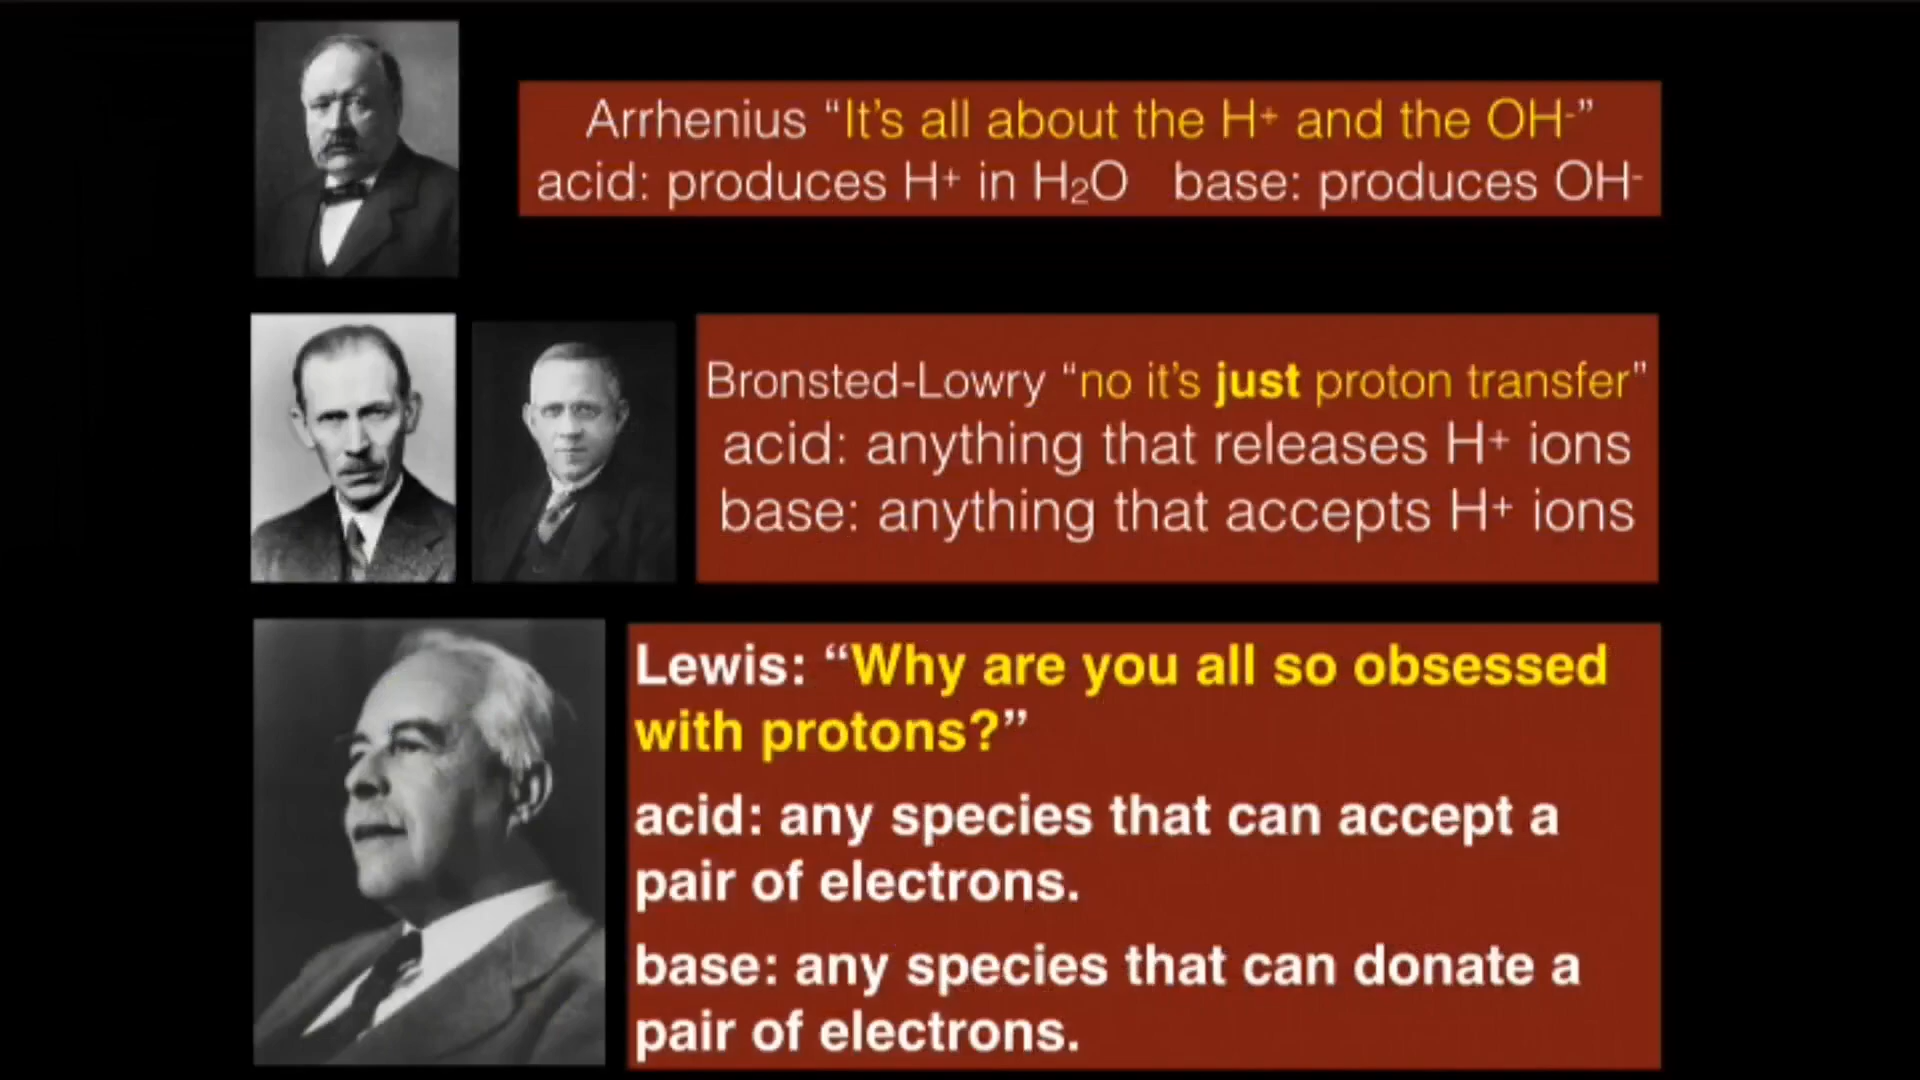 Arrhenius “It’s all about the H⁺ and the OH⁻”
acid: produces H⁺ in H₂O base: produces OH⁻
Bronsted-Lowry “no it’s just proton transfer”
acid: anything that releases H⁺ ions
base: anything that accepts H⁺ ions
Lewis: “Why are you all so obsessed
with protons?”
acid: any species that can accept a
pair of electrons.
base: any species that can donate a
pair of electrons.